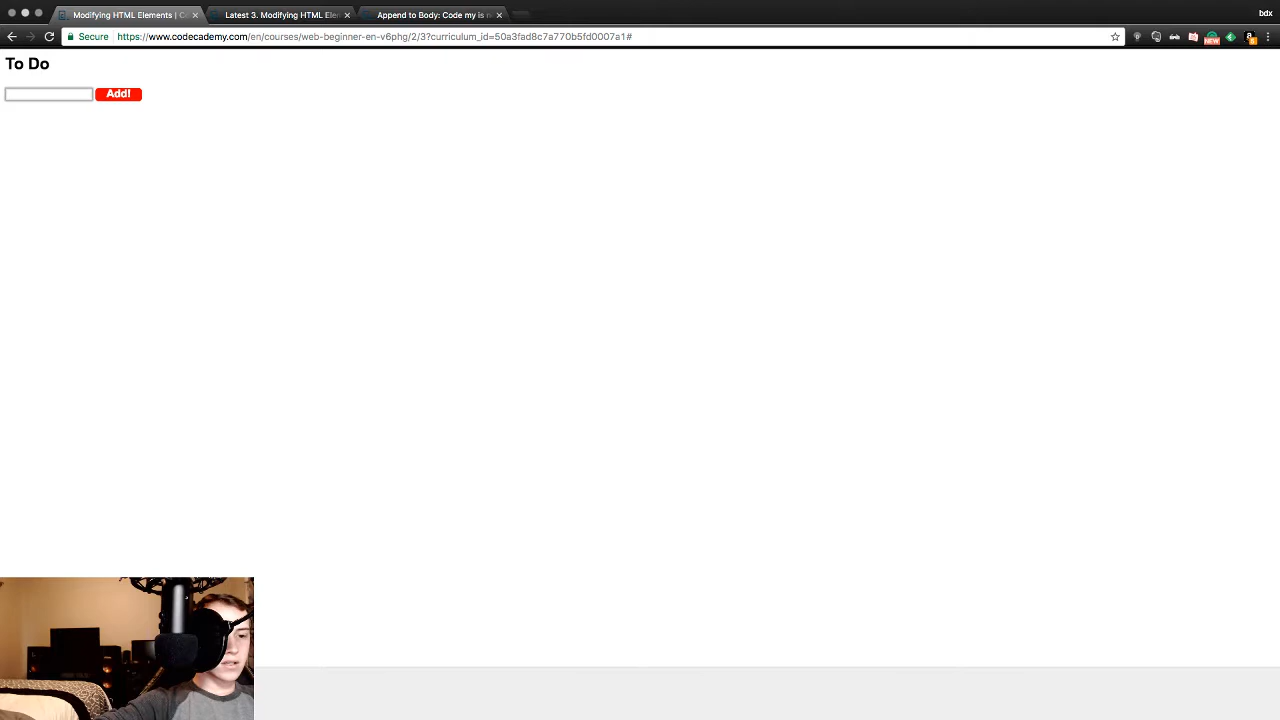 Modifying HTML Elements | C
Latest 3. Modifying HTML Ele
Append to Body: Code my is n
bdx
Secure
https://www.codecademy.com/en/courses/web-beginner-en-v6phg/2/3?curriculum_id=50a3fad8c7a770b5fd0007a1#
NEW
To Do
Add!